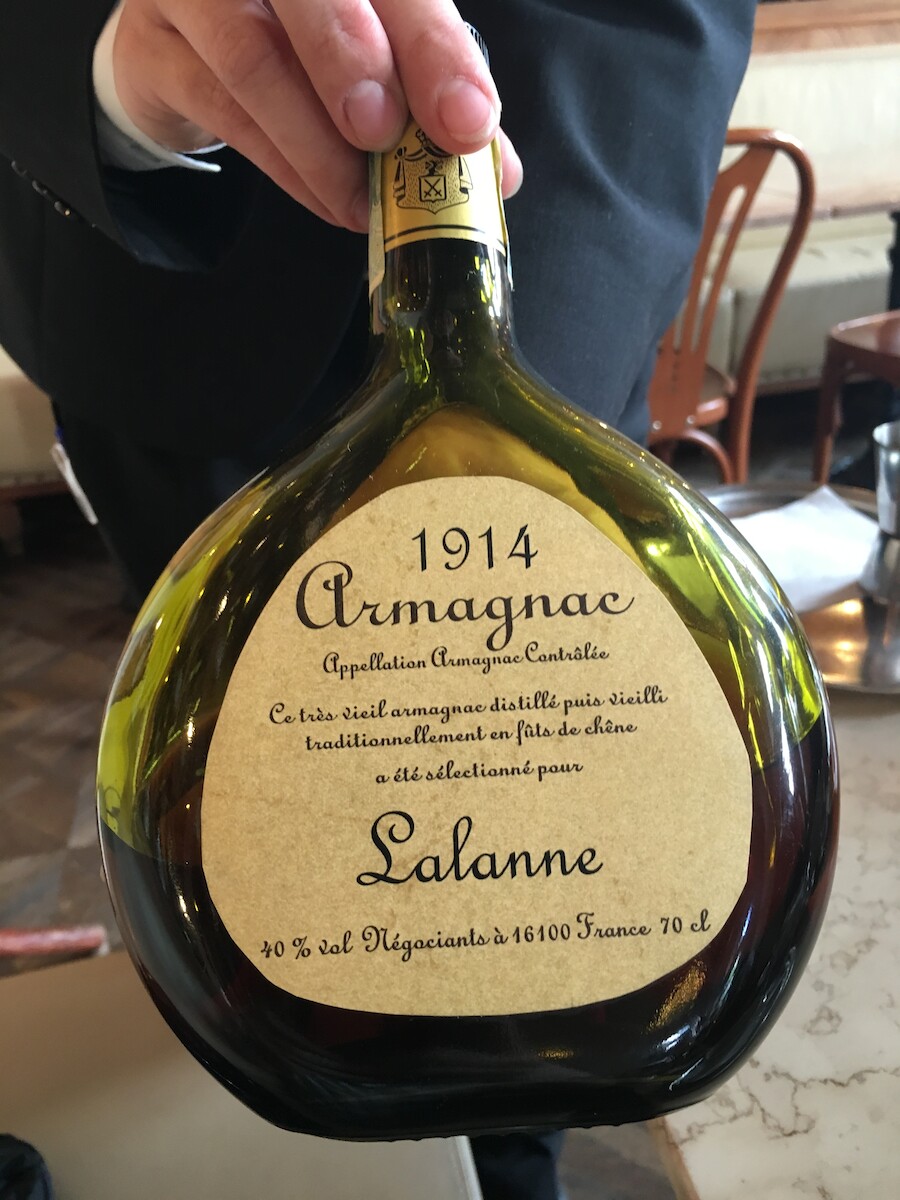 1914
Armagnac
Appellation Armagnac Contrôlée
Ce très vieil armagnac distillé puis vieilli
traditionnellement en fûts de chêne
a été sélectionné pour
Lalanne
40 % vol Négociants à 16100 France 70 cl